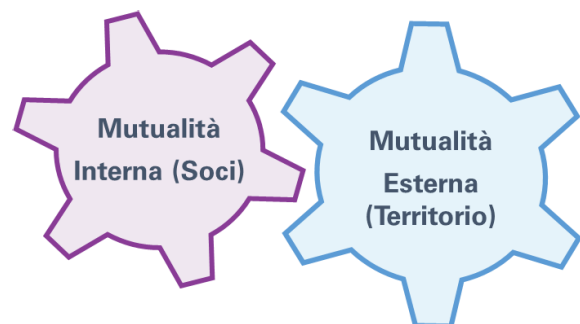 Mutualità
Interna (Soci)
Mutualità
Esterna
(Territorio)